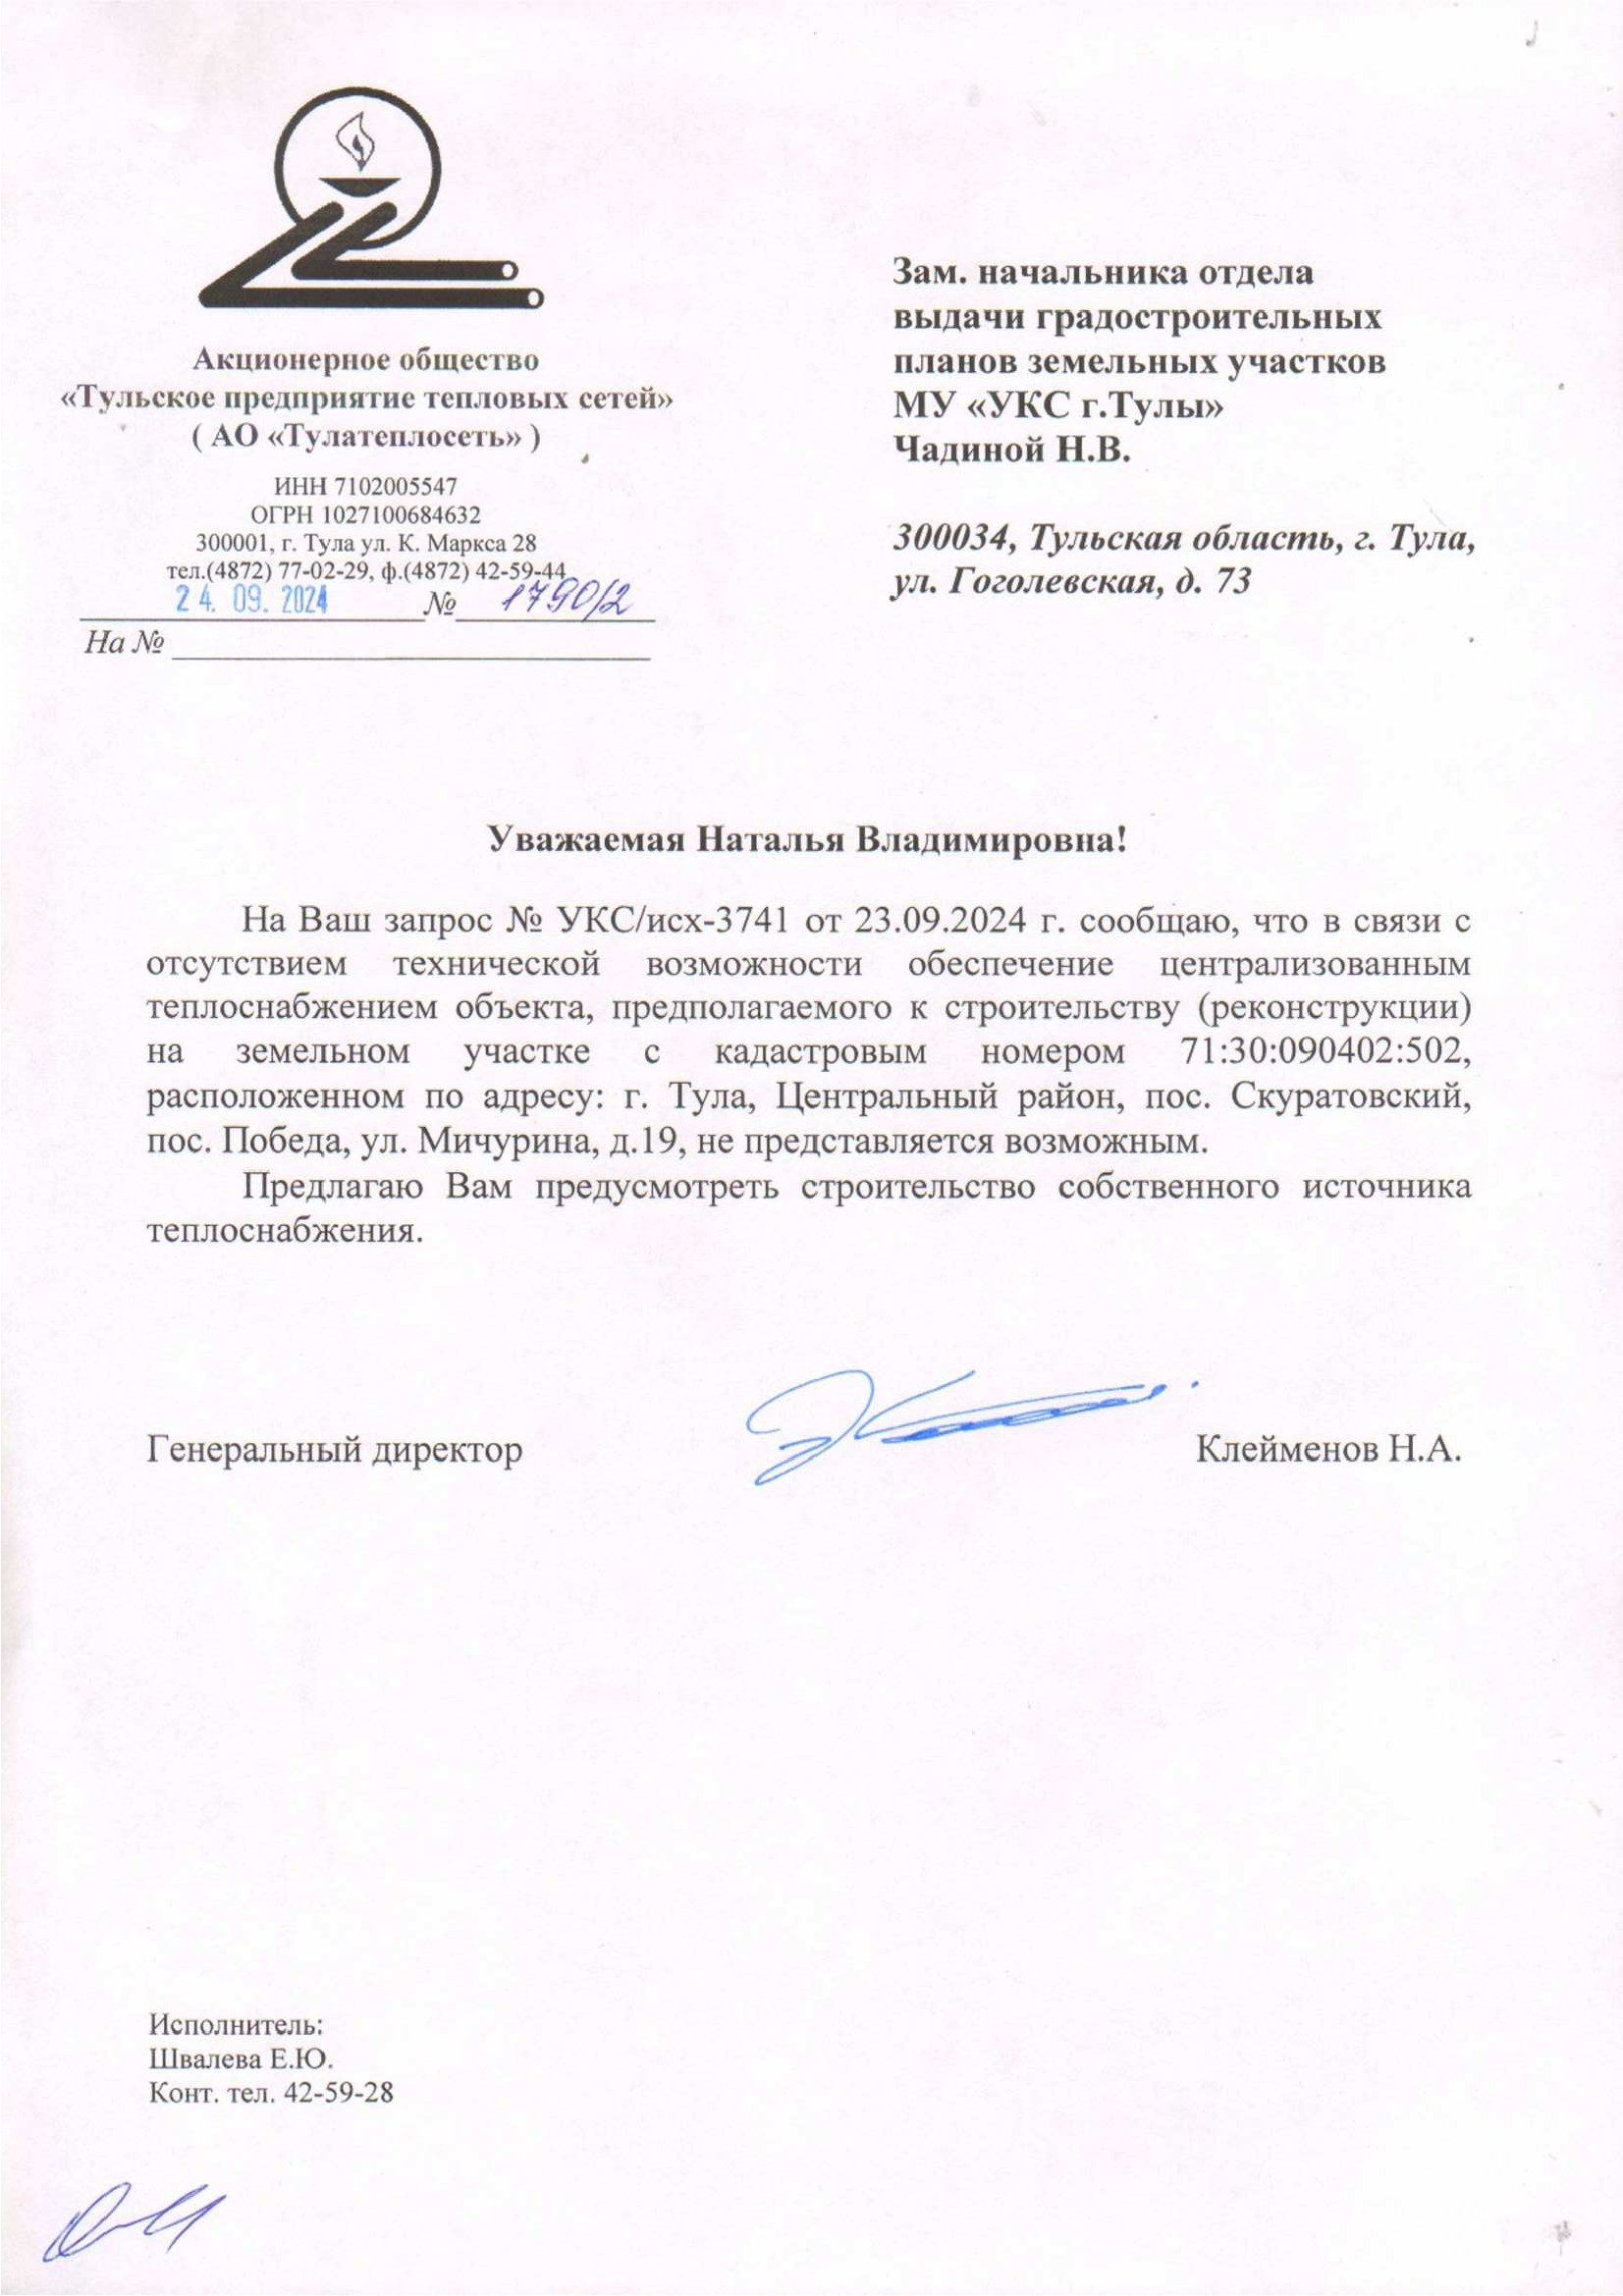 Акционерное общество
«Тульское предприятие тепловых сетей»
( АО «Тулатеплосеть» )
ИНН 7102005547
ОГРН 1027100684632
300001, г. Тула ул. К. Маркса 28
тел.(4872) 77-02-29, ф.(4872) 42-59-44
24. 09. 2024 № 1790/2
На №
Зам. начальника отдела
выдачи градостроительных
планов земельных участков
МУ «УКС г.Тулы»
Чадиной Н.В.
300034, Тульская область, г. Тула,
ул. Гоголевская, д. 73
Уважаемая Наталья Владимировна!
На Ваш запрос № УКС/исх-3741 от 23.09.2024 г. сообщаю, что в связи с
отсутствием технической возможности обеспечение централизованным
теплоснабжением объекта, предполагаемого к строительству (реконструкции)
на земельном участке с кадастровым номером 71:30:090402:502,
расположенном по адресу: г. Тула, Центральный район, пос. Скуратовский,
пос. Победа, ул. Мичурина, д.19, не представляется возможным.
Предлагаю Вам предусмотреть строительство собственного источника
теплоснабжения.
Генеральный директор Клейменов Н.А.
Исполнитель:
Швалева Е.Ю.
Конт. тел. 42-59-28